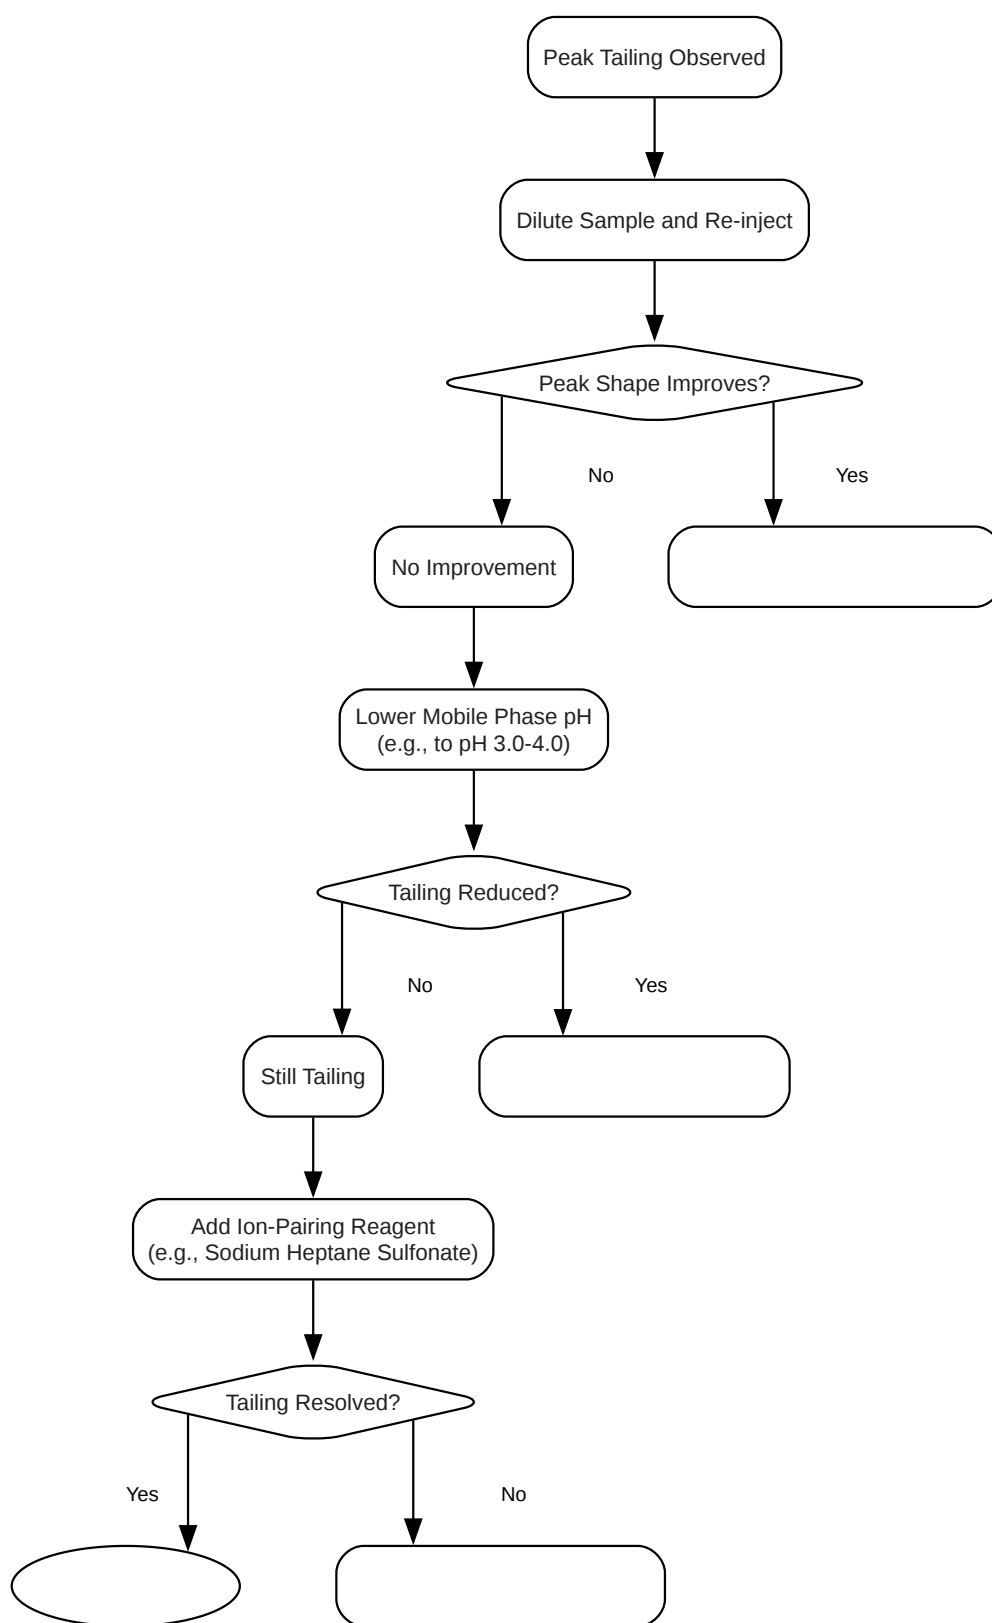 Peak Tailing Observed
Dilute Sample and Re-inject
Peak Shape Improves?
No
Yes
No Improvement
Lower Mobile Phase pH
(e.g., to pH 3.0-4.0)
Tailing Reduced?
No
Yes
Still Tailing
Add Ion-Pairing Reagent
(e.g., Sodium Heptane Sulfonate)
Tailing Resolved?
Yes
No